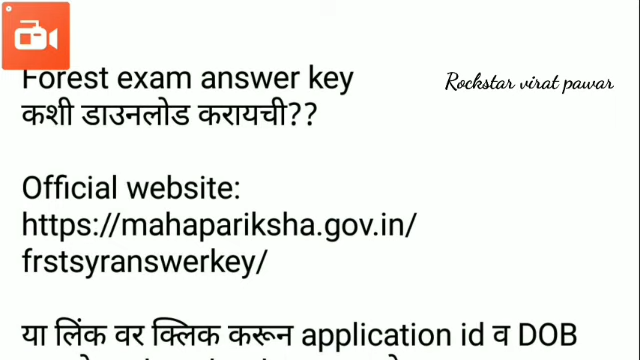 Forest exam answer key
Rockstar virat pawar
कशी डाउनलोड करायची??
Official website:
https://mahapariksha.gov.in/
frstsyranswerkey/
या लिंक वर क्लिक करून application id व DOB